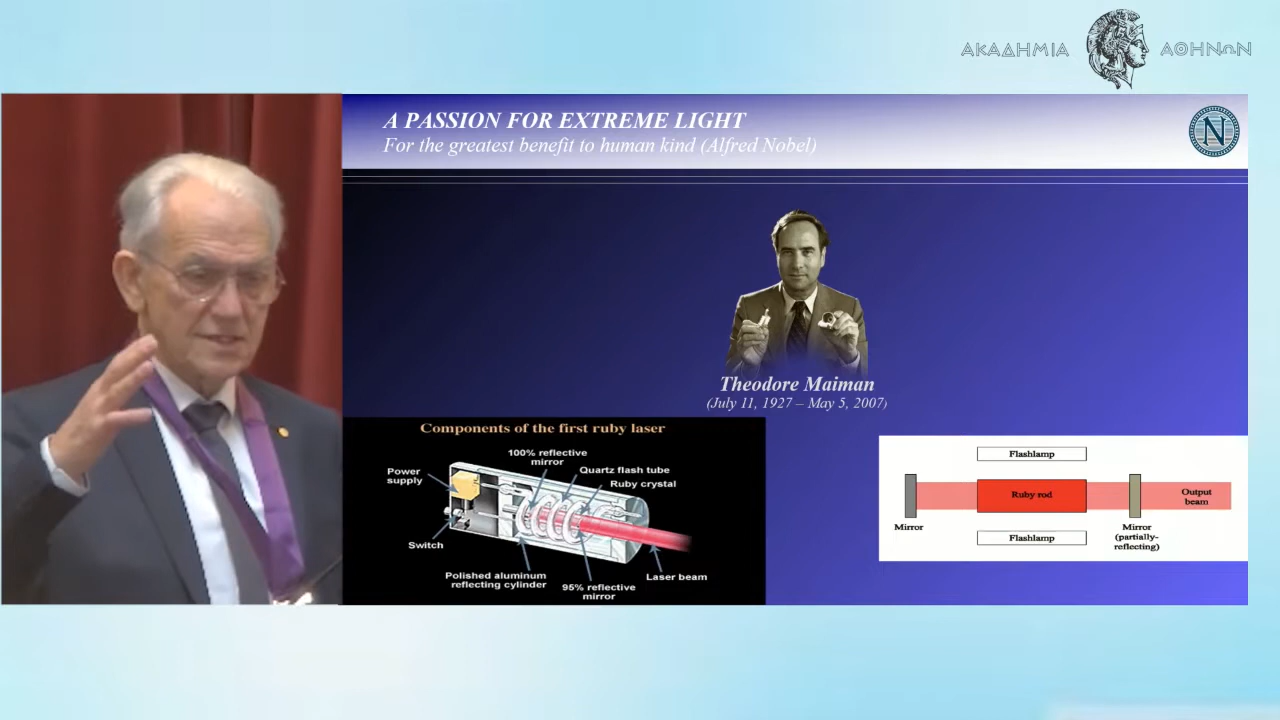 ΑΚΑΔΗΜΙΑ ΑΘΗΝΩΝ
A PASSION FOR EXTREME LIGHT
For the greatest benefit to human kind (Alfred Nobel)
N
Theodore Maiman
(July 11, 1927 – May 5, 2007)
Components of the first ruby laser
100% reflective
mirror
Power
supply
Quartz flash tube
Ruby crystal
Switch
Polished aluminum
reflecting cylinder
95% reflective
mirror
Laser beam
Flashlamp
Ruby rod
Output
beam
Mirror
Mirror
(partially-
reflecting)
Flashlamp